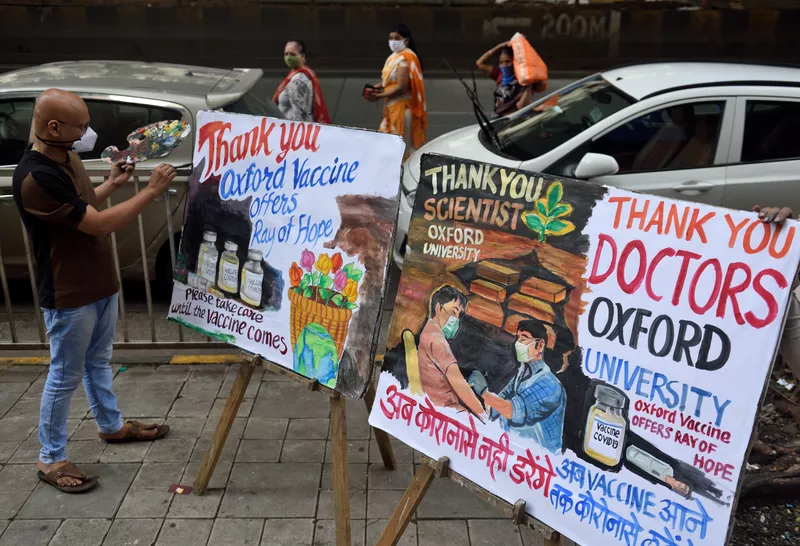 Thank you
Oxford Vaccine
offers
Ray of Hope
Please take care
until the vaccine comes
THANK YOU
SCIENTIST
OXFORD
UNIVERSITY
अब कोरोनासे नही डरेंगे
THANK YOU
DOCTORS
OXFORD
UNIVERSITY
OXFORD VACCINE
OFFERS RAY OF
HOPE
Vaccine
COVID19
अब VACCINE आने
तक कोरोनासे